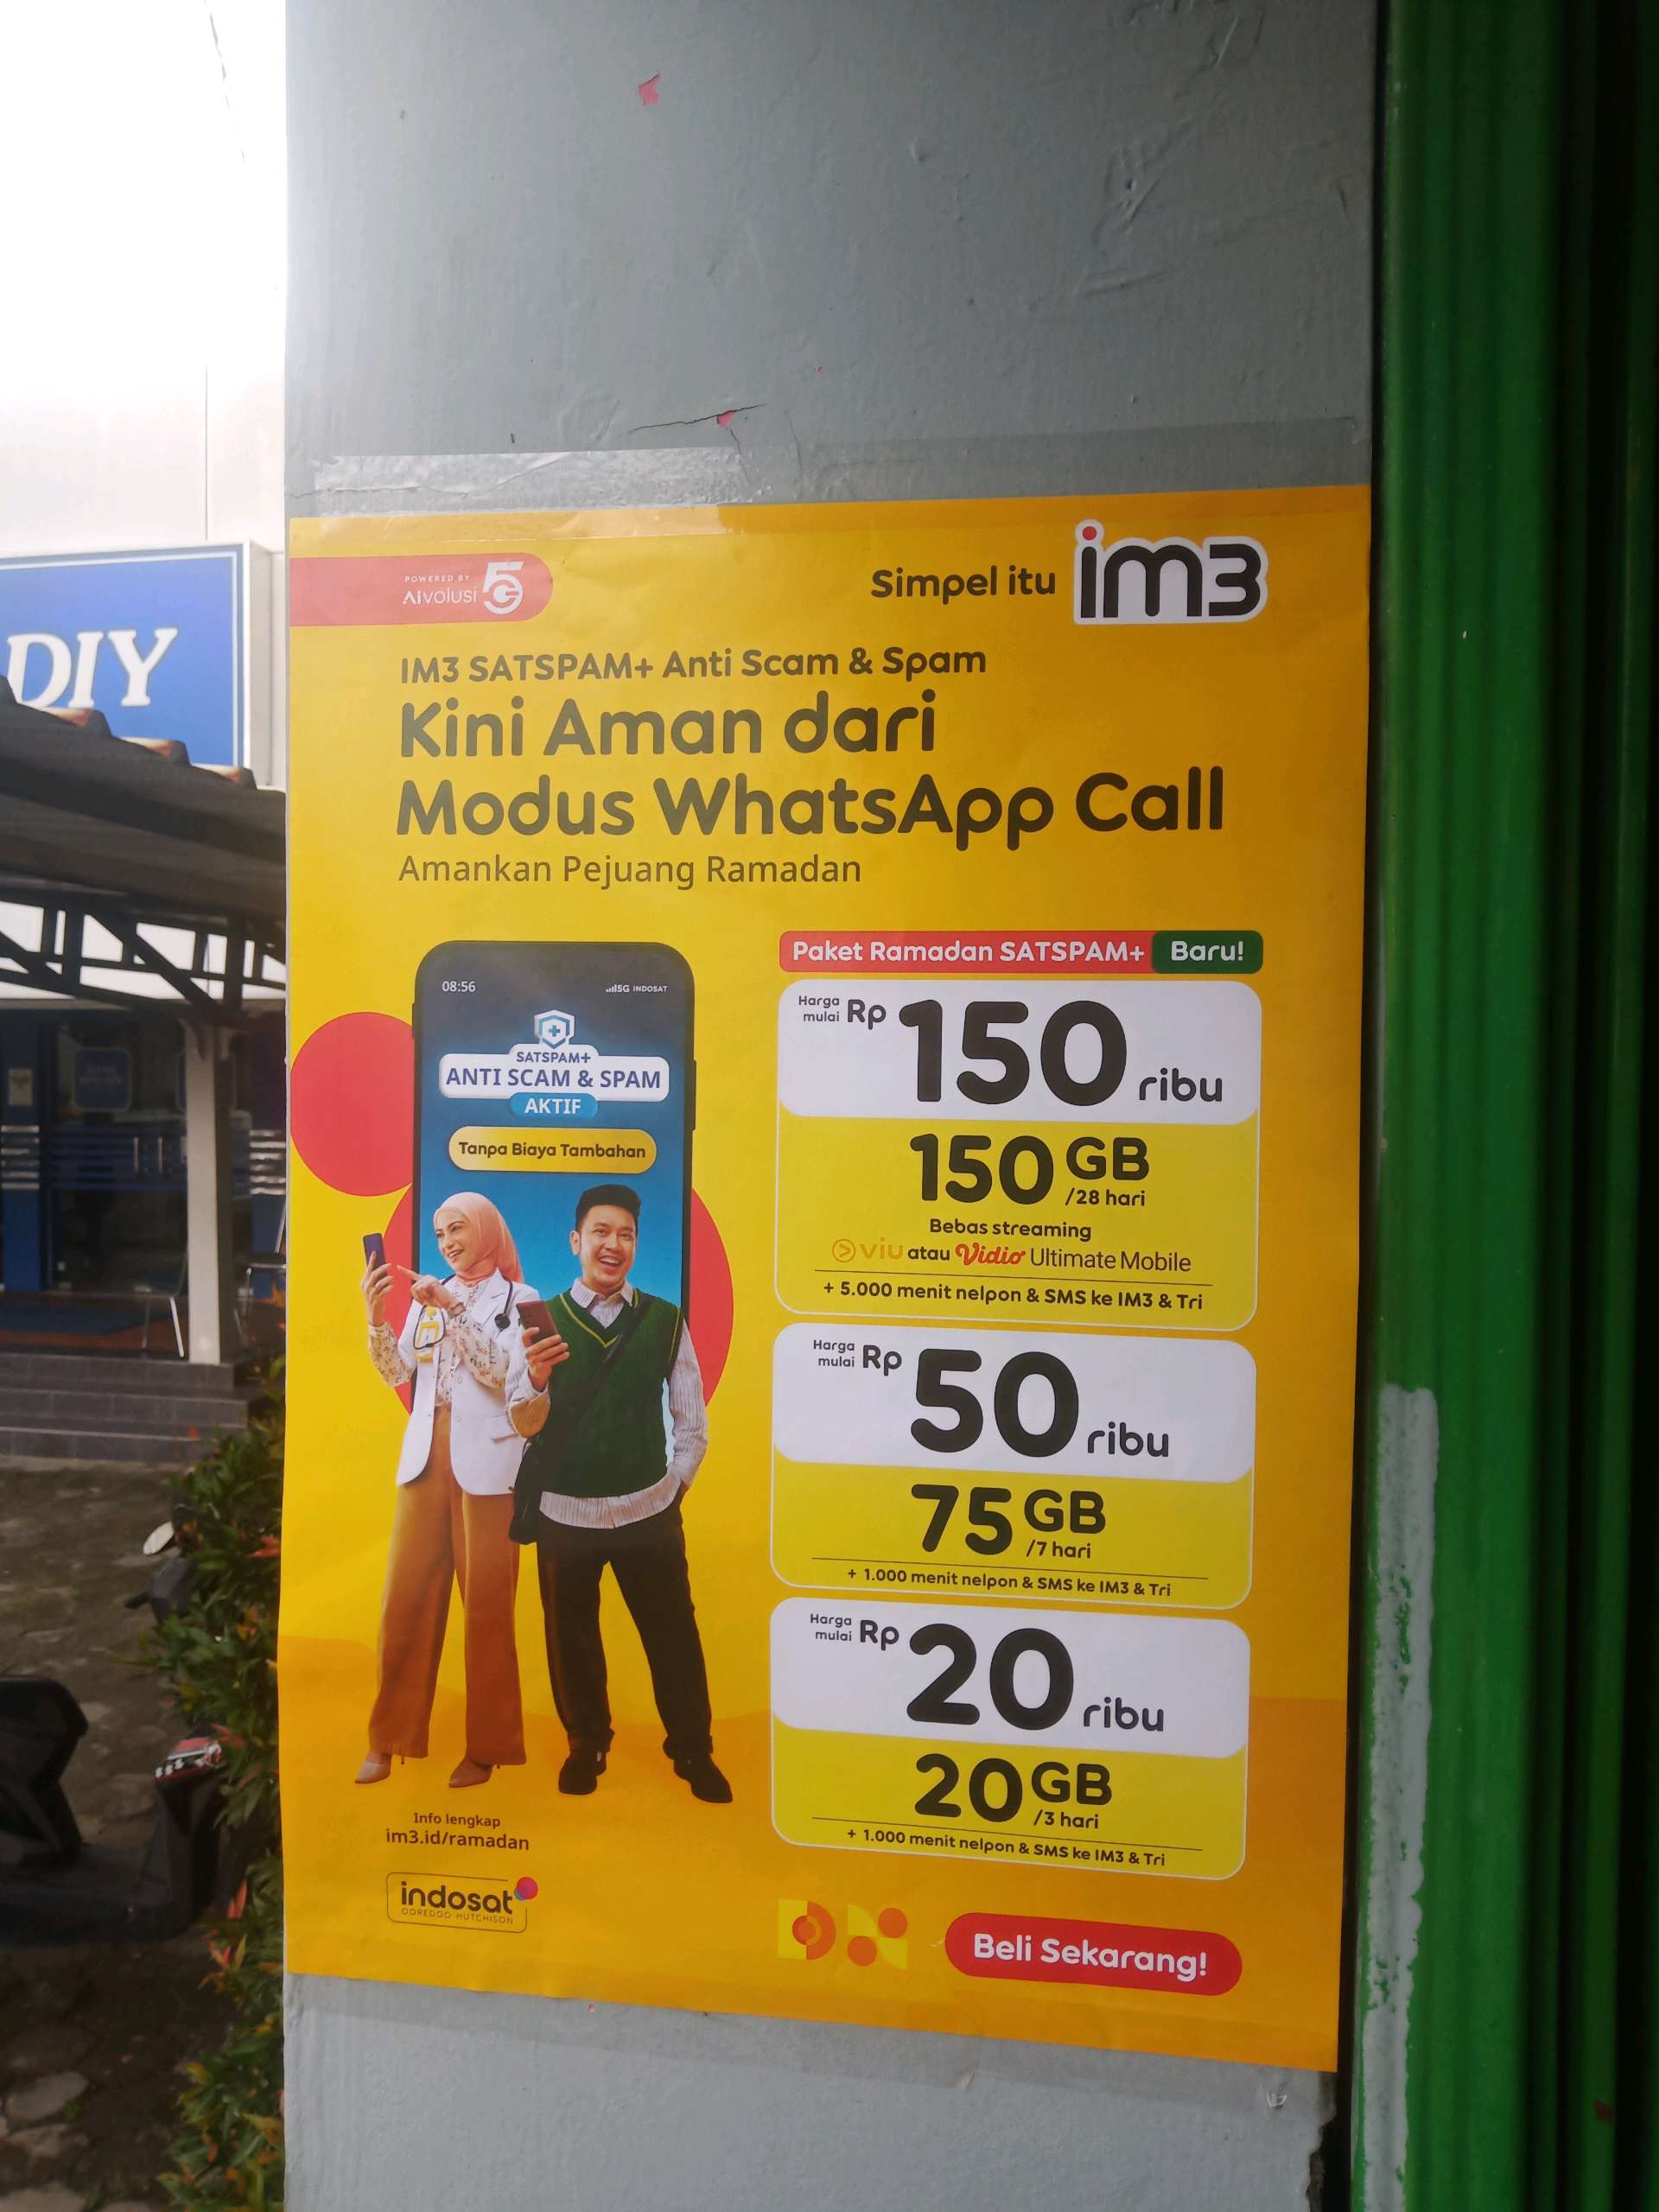 DIY
POWERED BY
AIvolusi 5G
Simpel itu im3
IM3 SATSPAM+ Anti Scam & Spam
Kini Aman dari
Modus WhatsApp Call
Amankan Pejuang Ramadan
08:56
5G INDOSAT
SATSPAM+
ANTI SCAM & SPAM
AKTIF
Tanpa Biaya Tambahan
Info lengkap
im3.id/ramadan
indosat
OOREDOO HUTCHISON
Paket Ramadan SATSPAM+ Baru!
Harga mulai Rp 150 ribu
150 GB
/28 hari
Bebas streaming
viu atau Vidio Ultimate Mobile
+ 5.000 menit nelpon & SMS ke IM3 & Tri
Harga mulai Rp 50 ribu
75 GB
/7 hari
+ 1.000 menit nelpon & SMS ke IM3 & Tri
Harga mulai Rp 20 ribu
20 GB
/3 hari
+ 1.000 menit nelpon & SMS ke IM3 & Tri
Beli Sekarang!